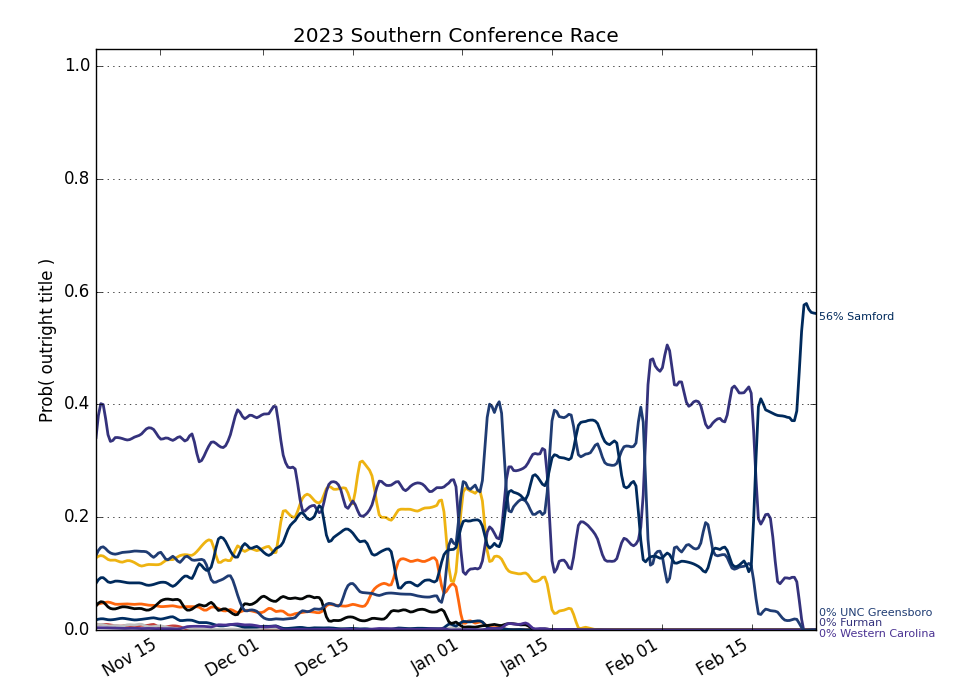 2023 Southern Conference Race
Prob( outright title )
1.0
0.8
0.6
0.4
0.2
0.0
56% Samford
0% UNC Greensboro
0% Furman
0% Western Carolina
Nov 15
Dec 01
Dec 15
Jan 01
Jan 15
Feb 01
Feb 15